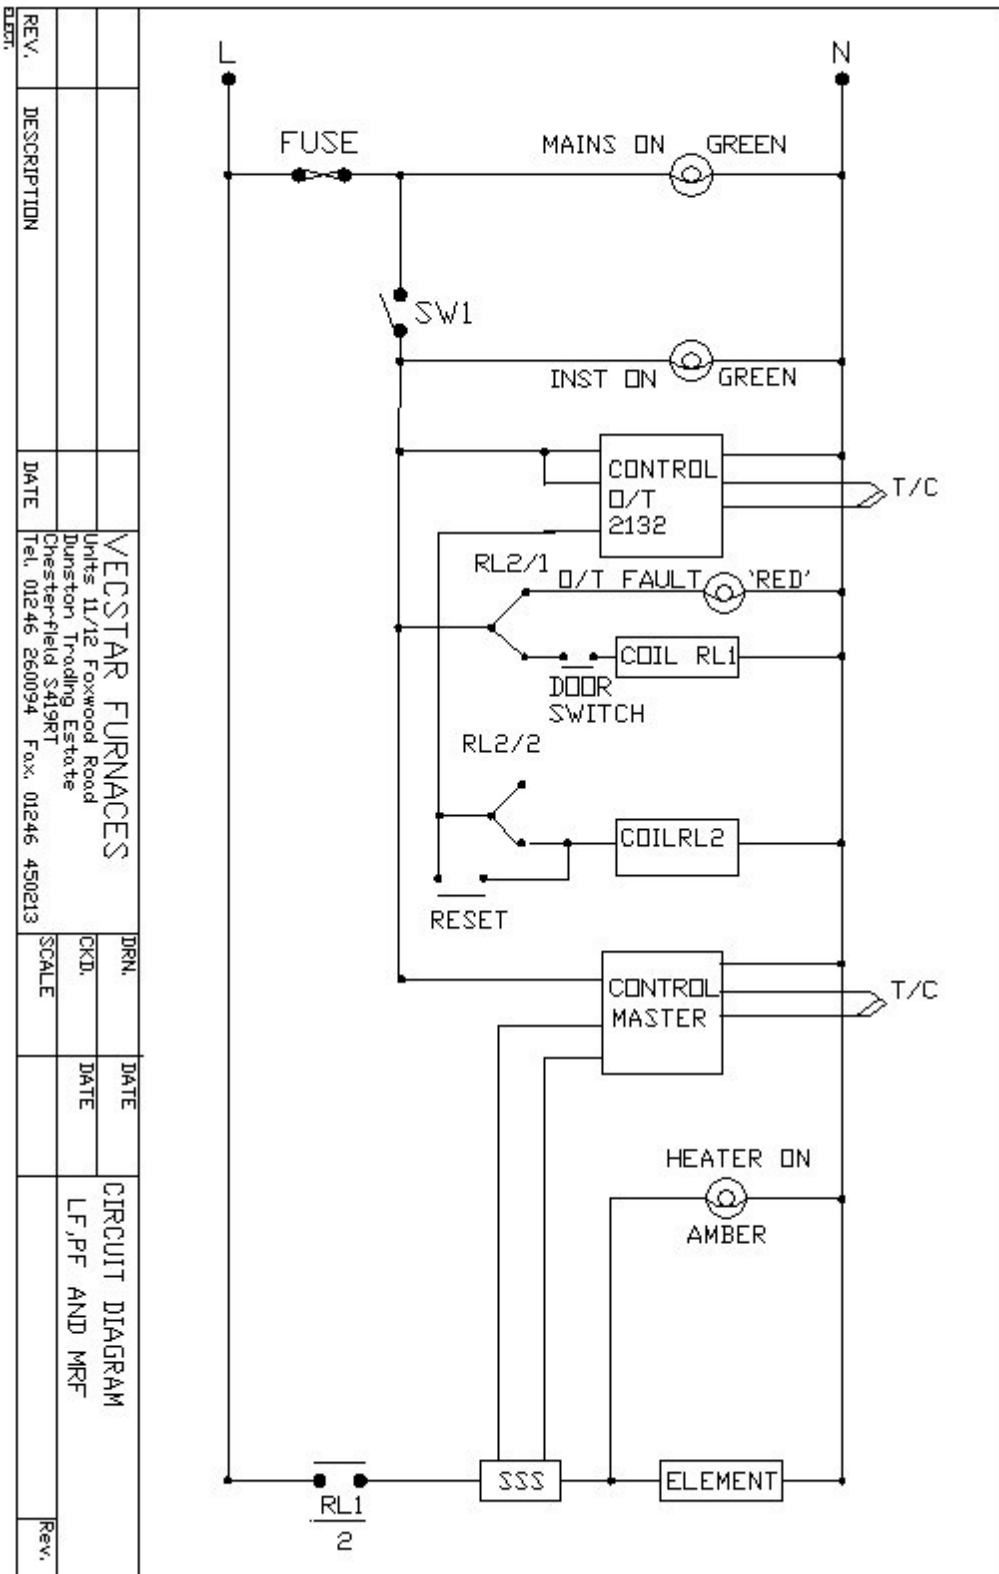 L
N
FUSE
MAINS ON
GREEN
SW1
INST ON
GREEN
CONTROL
O/T
2132
T/C
RL2/1
O/T FAULT
'RED'
COIL RL1
DOOR
SWITCH
RL2/2
COILRL2
RESET
CONTROL
MASTER
T/C
HEATER ON
AMBER
SSS
ELEMENT
RL1
2
ELECT.
REV.
DESCRIPTION
DATE
VECSTAR FURNACES
Units 11/12 Foxwood Road
Dunston Trading Estate
Chesterfield S419RT
Tel. 01246 260094 Fax. 01246 450213
DRN.
DATE
CKD.
DATE
SCALE
CIRCUIT DIAGRAM
LF,PF AND MRF
Rev.